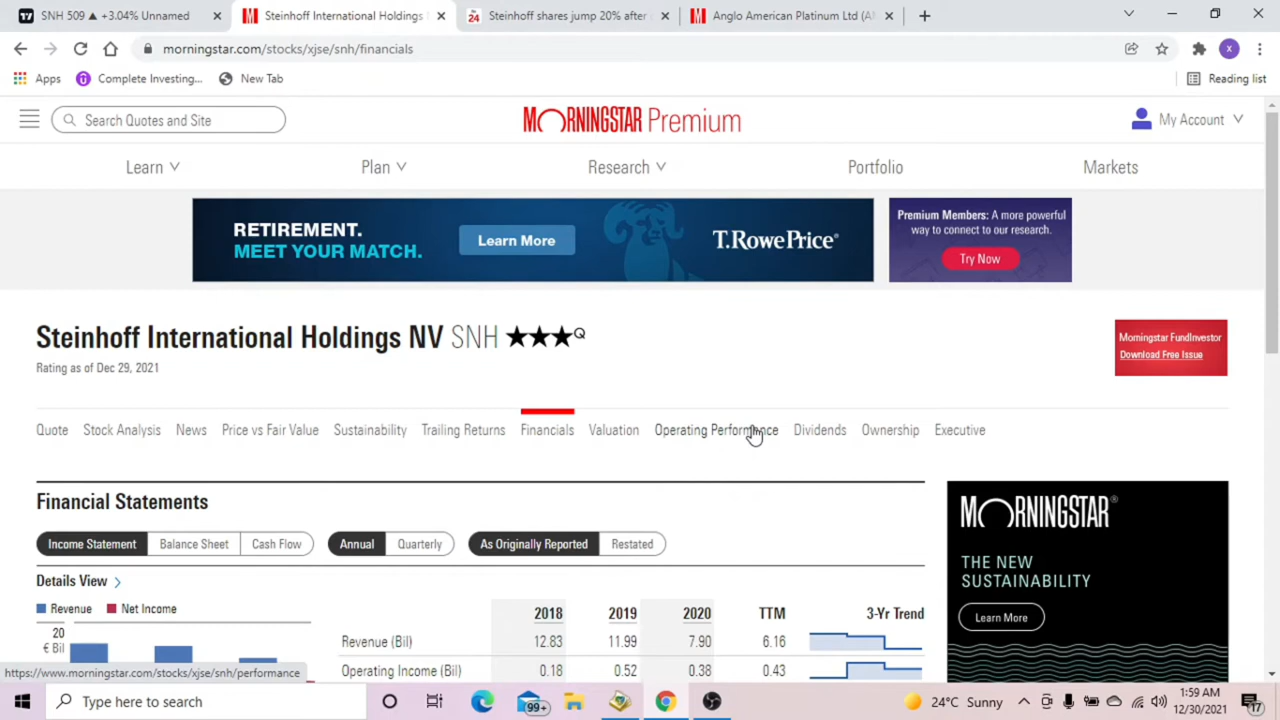 SNH 509 ▲ +3.04% Unnamed
Steinhoff International Holdings
Steinhoff shares jump 20% after
Anglo American Platinum Ltd (A
morningstar.com/stocks/xjse/snh/financials
X
Apps
Complete Investing...
New Tab
Reading list
Search Quotes and Site
MORNINGSTAR Premium
My Account
Learn
Plan
Research
Portfolio
Markets
RETIREMENT.
MEET YOUR MATCH.
Learn More
T.RowePrice®
Premium Members: A more powerful
way to connect to our research.
Try Now
Steinhoff International Holdings NV SNH ★★★Q
Rating as of Dec 29, 2021
Morningstar FundInvestor
Download Free Issue
Quote Stock Analysis News Price vs Fair Value Sustainability Trailing Returns Financials Valuation Operating Performance Dividends Ownership Executive
Financial Statements
Income Statement Balance Sheet Cash Flow Annual Quarterly As Originally Reported Restated
Details View
Revenue Net Income
20
€ Bil
2018 2019 2020 TTM 3-Yr Trend
Revenue (Bil) 12.83 11.99 7.90 6.16
Operating Income (Bil) 0.18 0.52 0.38 0.43
MORNINGSTAR®
THE NEW
SUSTAINABILITY
Learn More
https://www.morningstar.com/stocks/xjse/snh/performance
Type here to search
99+
24°C Sunny
1:59 AM
12/30/2021
17